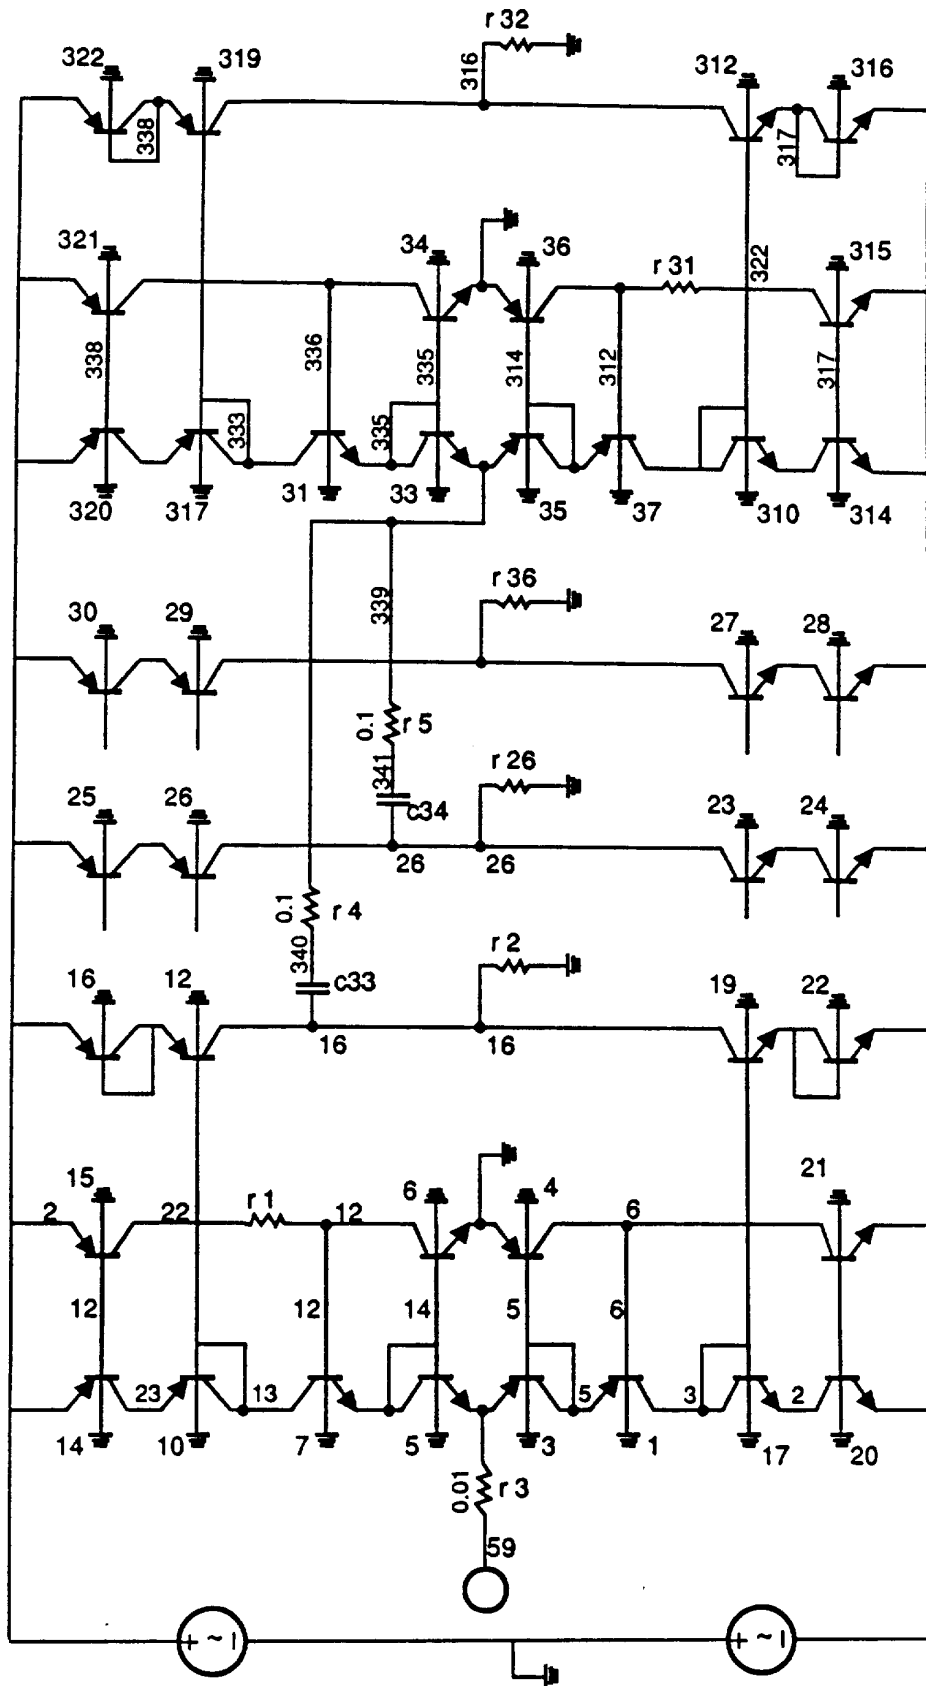 r 32
322 319 316 312 316
338 317
321 34 36 r 31 322 315
338 336 335 314 312 317
333 335
320 317 31 33 35 37 310 314
r 36
30 29 339 27 28
0.1 r 5
341 r 26
25 26 c34 23 24
26 26
0.1 r 4
340 r 2
16 12 c33 19 22
16 16
15 6 4 21
2 22 r 1 12 6
12 12 14 5 6
23 13 5 3 2
14 10 7 5 3 1 17 20
0.01 r 3
59
+ ~ − + ~ −